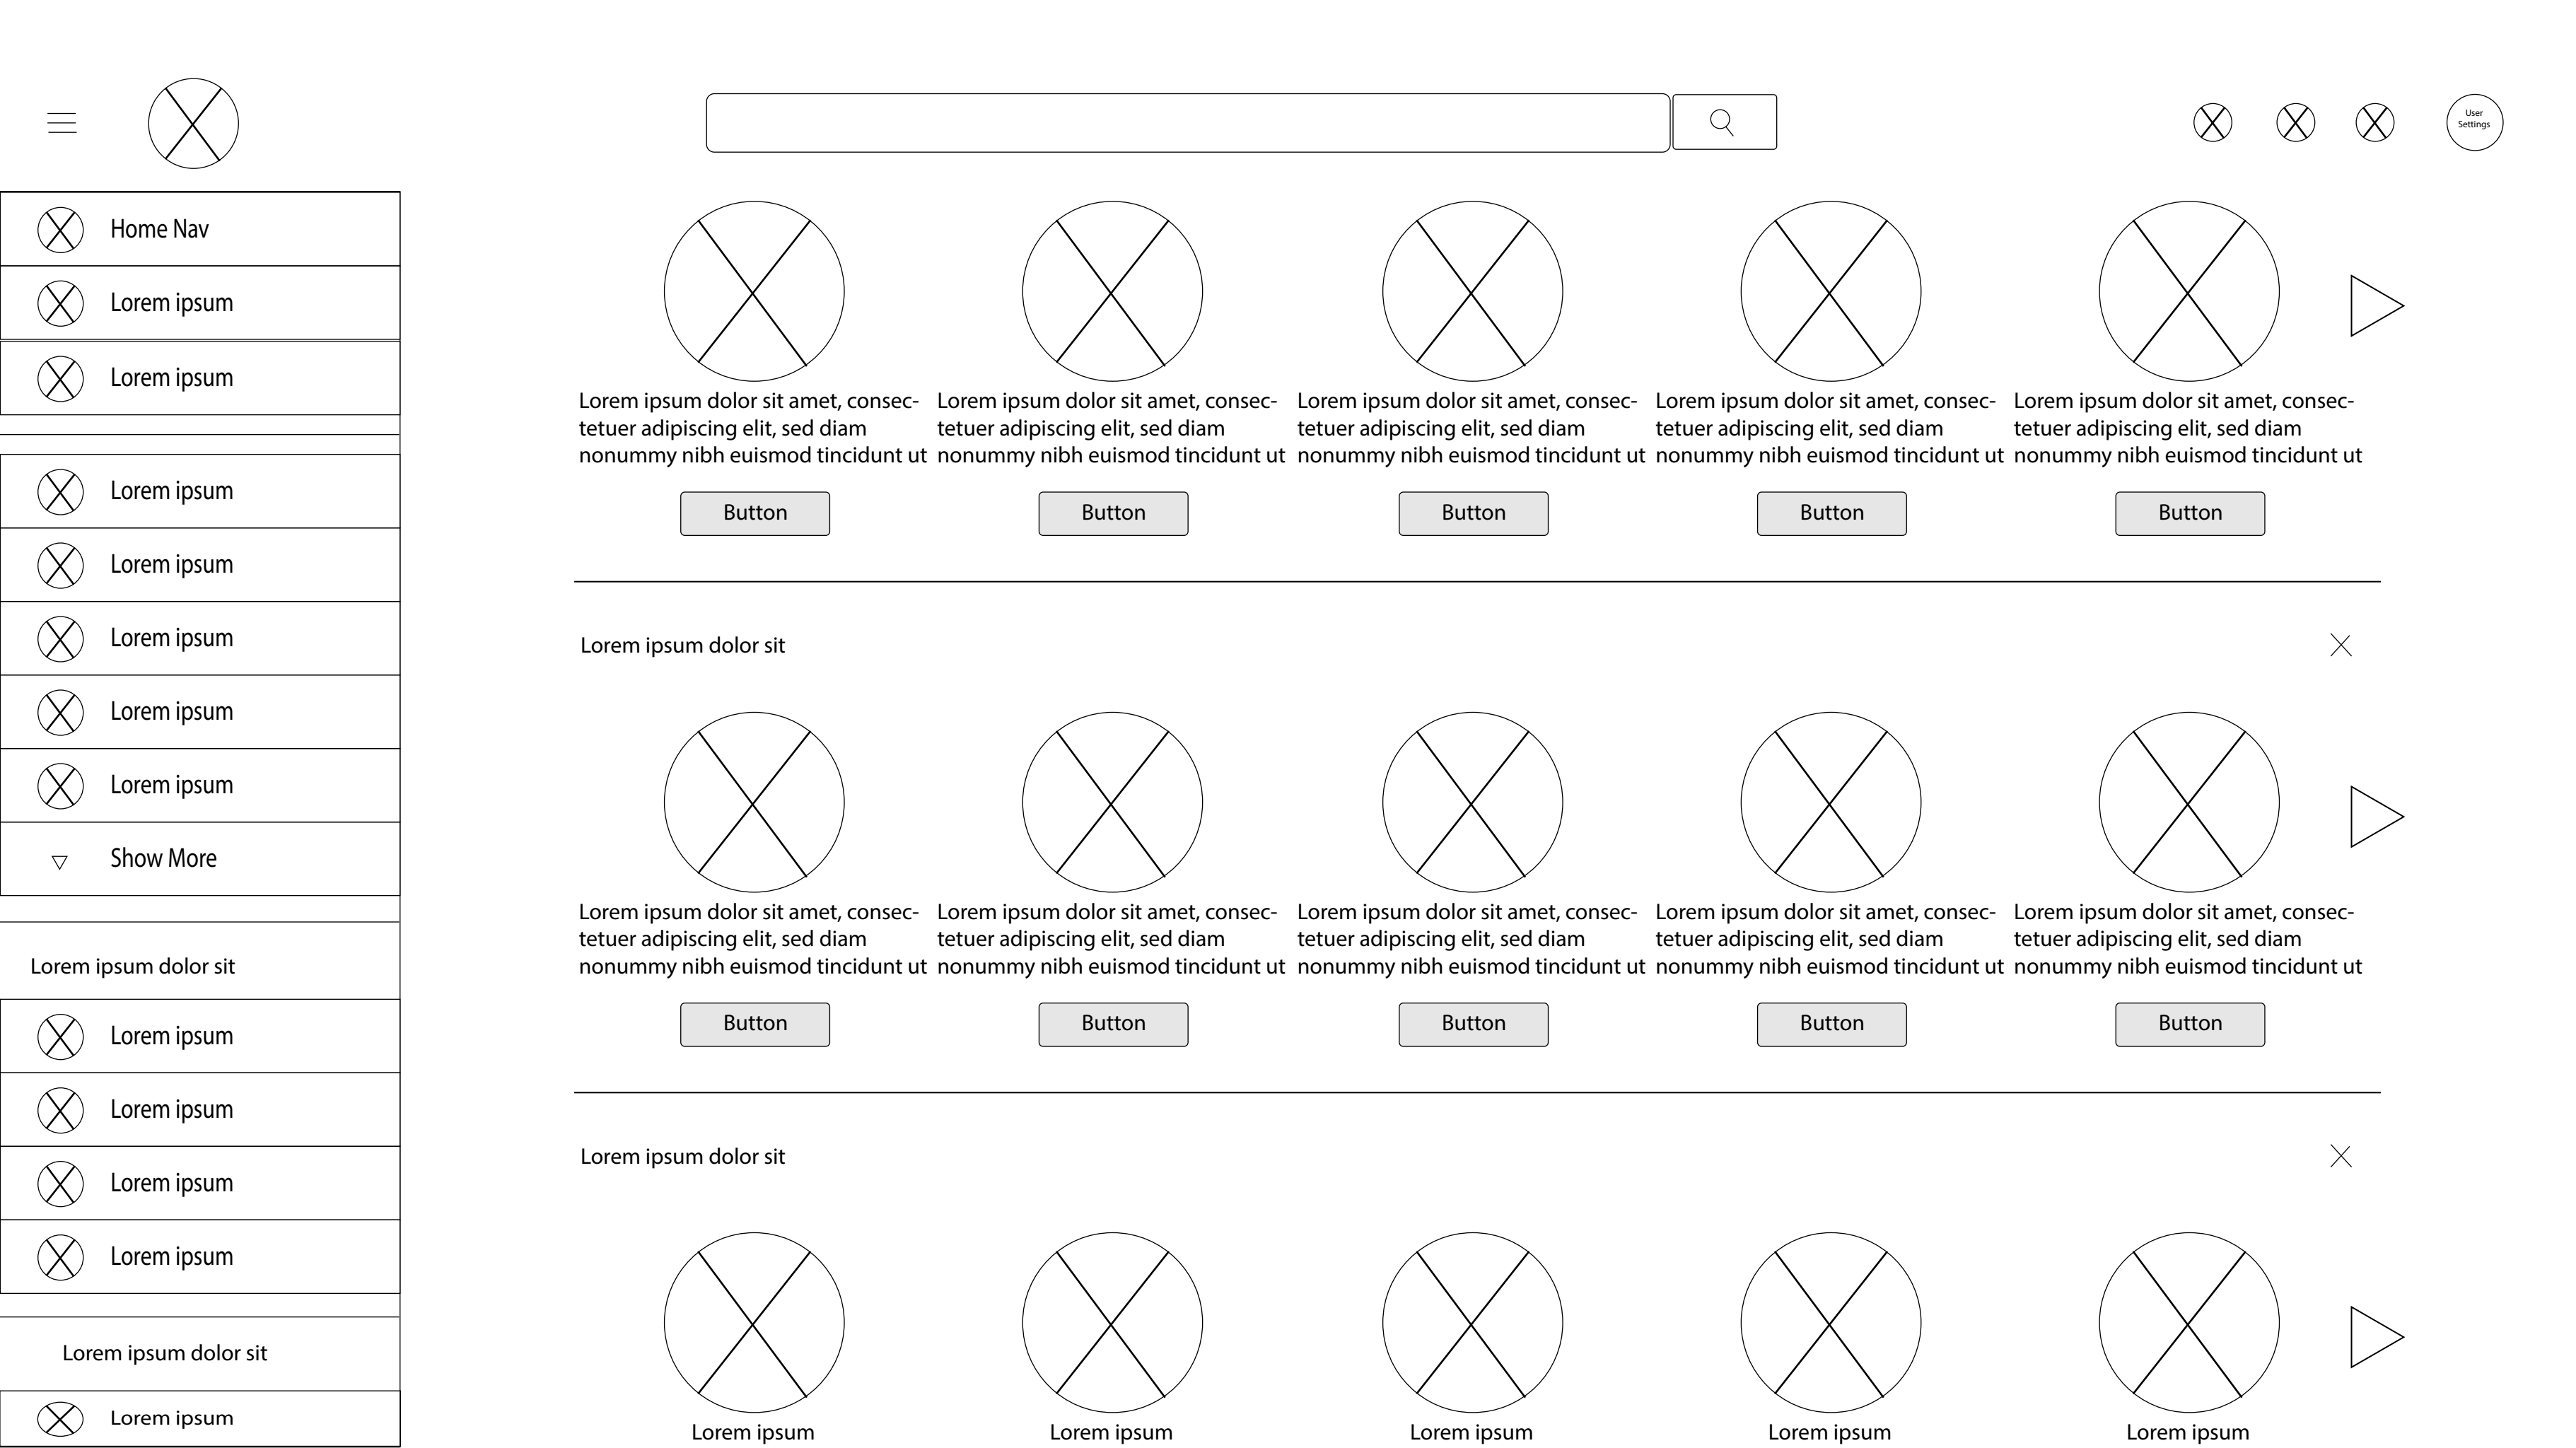 User
Settings
Home Nav
Lorem ipsum
Lorem ipsum
Lorem ipsum
Lorem ipsum
Lorem ipsum
Lorem ipsum
Lorem ipsum
Show More
Lorem ipsum dolor sit
Lorem ipsum
Lorem ipsum
Lorem ipsum
Lorem ipsum
Lorem ipsum dolor sit
Lorem ipsum
Lorem ipsum dolor sit amet, consec-
tetuer adipiscing elit, sed diam
nonummy nibh euismod tincidunt ut
Button
Lorem ipsum dolor sit amet, consec-
tetuer adipiscing elit, sed diam
nonummy nibh euismod tincidunt ut
Button
Lorem ipsum dolor sit amet, consec-
tetuer adipiscing elit, sed diam
nonummy nibh euismod tincidunt ut
Button
Lorem ipsum dolor sit amet, consec-
tetuer adipiscing elit, sed diam
nonummy nibh euismod tincidunt ut
Button
Lorem ipsum dolor sit amet, consec-
tetuer adipiscing elit, sed diam
nonummy nibh euismod tincidunt ut
Button
Lorem ipsum dolor sit
Lorem ipsum dolor sit amet, consec-
tetuer adipiscing elit, sed diam
nonummy nibh euismod tincidunt ut
Button
Lorem ipsum dolor sit amet, consec-
tetuer adipiscing elit, sed diam
nonummy nibh euismod tincidunt ut
Button
Lorem ipsum dolor sit amet, consec-
tetuer adipiscing elit, sed diam
nonummy nibh euismod tincidunt ut
Button
Lorem ipsum dolor sit amet, consec-
tetuer adipiscing elit, sed diam
nonummy nibh euismod tincidunt ut
Button
Lorem ipsum dolor sit amet, consec-
tetuer adipiscing elit, sed diam
nonummy nibh euismod tincidunt ut
Button
Lorem ipsum dolor sit
Lorem ipsum
Lorem ipsum
Lorem ipsum
Lorem ipsum
Lorem ipsum